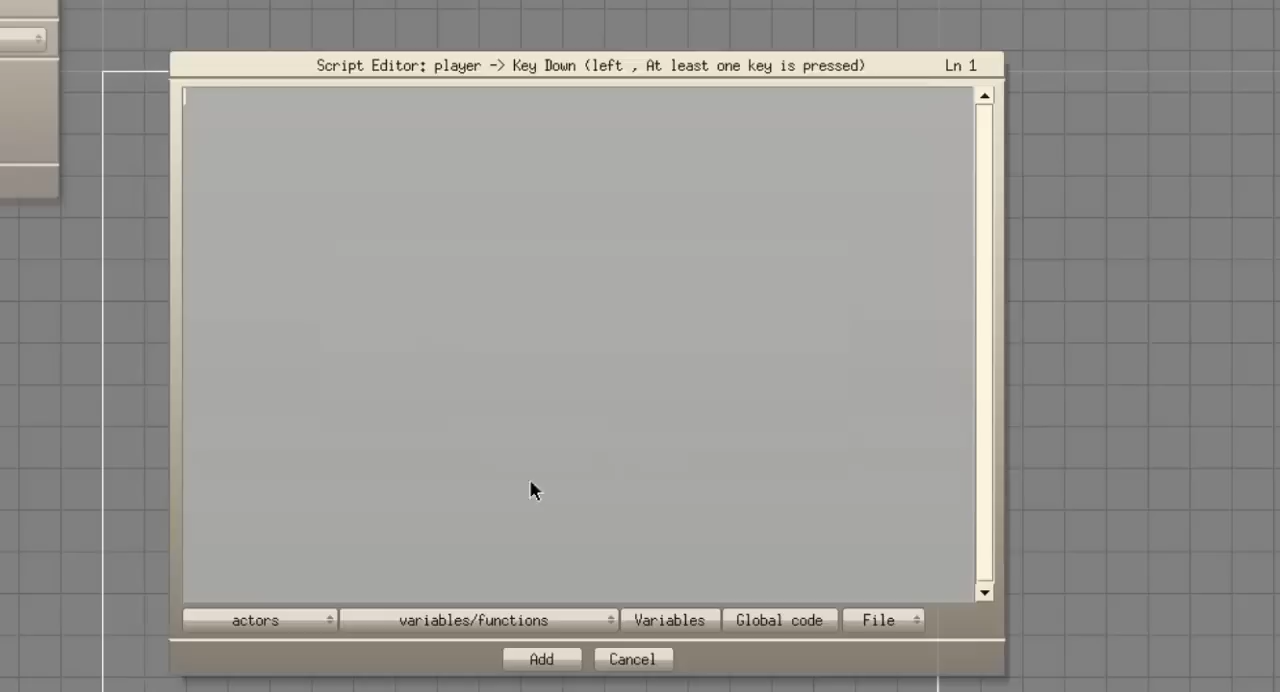 Script Editor: player -> Key Down (left , At least one key is pressed) Ln 1
actors variables/functions Variables Global code File
Add Cancel